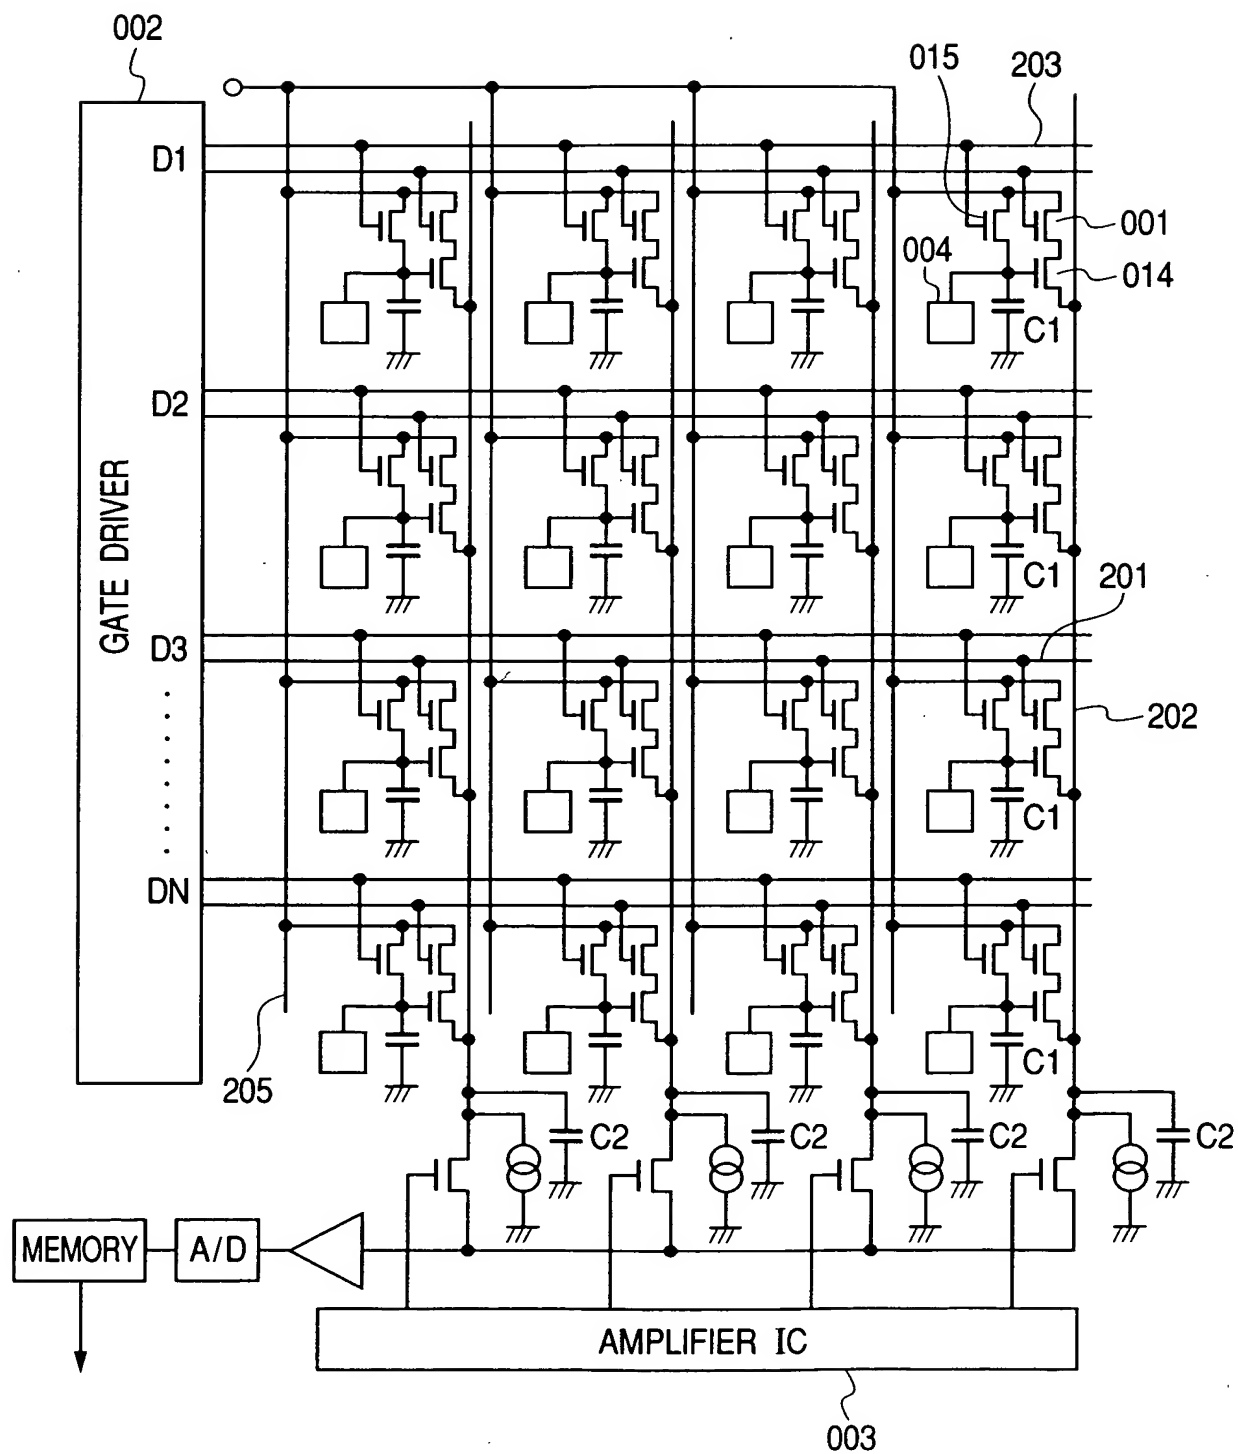 002
015
203
D1
001
004
014
C1
D2
C1
GATE DRIVER
201
D3
202
C1
DN
C1
205
C2
C2
C2
C2
MEMORY
A/D
AMPLIFIER IC
003